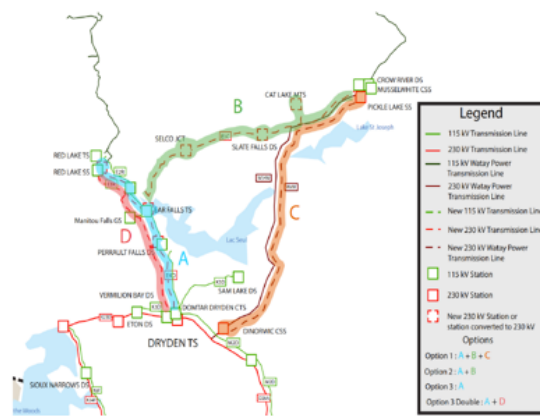 CROW RIVER DS
MUSSELWHITE CSS
CAT LAKE MTS
PICKLE LAKE SS
B
Lake St Joseph
SELCO JCT
SLATE FALLS DS
RED LAKE TS
RED LAKE SS
EAR FALLS TS
C
Manitou Falls GS
D
Lac Seul
PERRAULT FALLS DS
A
SAM LAKE DS
VERMILION BAY DS
DOMTAR DRYDEN CTS
ETON DS
DINORWIC CSS
DRYDEN TS
SIOUX NARROWS DS
Legend
115 kV Transmission Line
230 kV Transmission Line
115 kV Watay Power
Transmission Line
230 kV Watay Power
Transmission Line
New 115 kV Transmission Line
New 230 kV Transmission Line
New 230 kV Watay Power
Transmission Line
115 kV Station
230 kV Station
New 230 kV Station or
station converted to 230 kV
Options
Option 1 : A + B + C
Option 2 : A + B
Option 3 : A
Option 3 Double : A + D